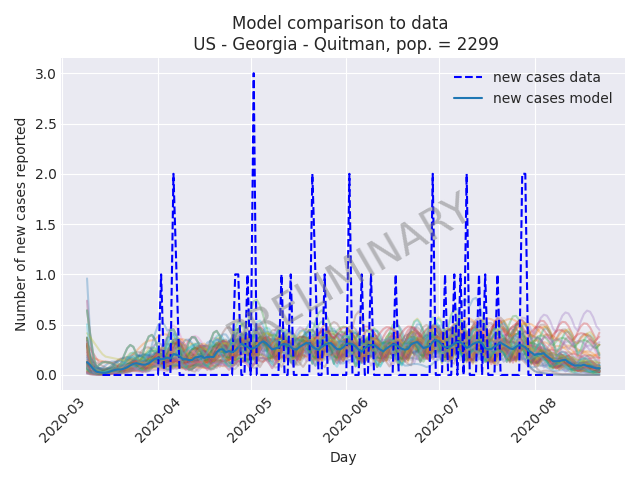 Model comparison to data
US - Georgia - Quitman, pop. = 2299
new cases data
new cases model
Number of new cases reported
3.0
2.5
2.0
1.5
1.0
0.5
0.0
PRELIMINARY
2020-03
2020-04
2020-05
2020-06
2020-07
2020-08
Day